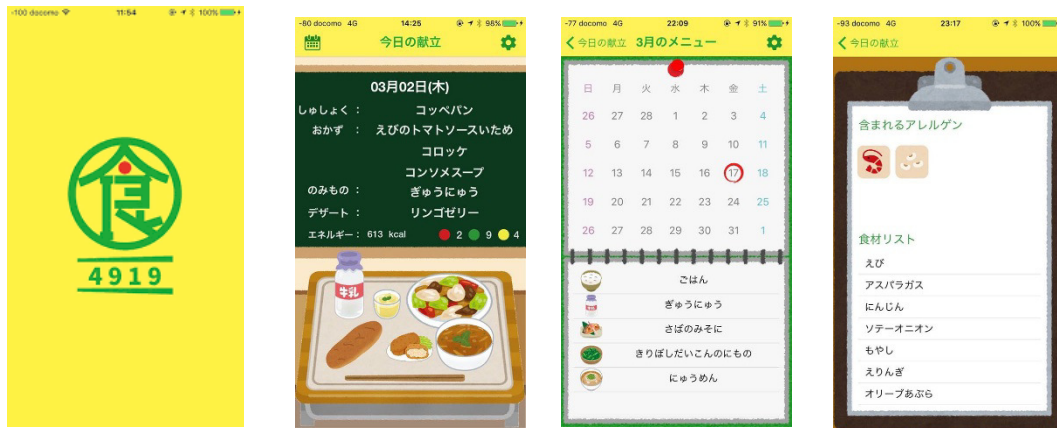 -100 docomo 11:54 100%
食
4919
-80 docomo 4G 14:25 98%
今日の献立
03月02日(木)
しゅしょく : コッペパン
おかず : えびのトマトソースいため
コロッケ
コンソメスープ
のみもの : ぎゅうにゅう
デザート : リンゴゼリー
エネルギー: 613 kcal 2 9 4
牛乳
-77 docomo 4G 22:09 91%
今日の献立 3月のメニュー
日 月 火 水 木 金 土
26 27 28 1 2 3 4
5 6 7 8 9 10 11
12 13 14 15 16 17 18
19 20 21 22 23 24 25
26 27 28 29 30 31 1
ごはん
ぎゅうにゅう
さばのみそに
きりぼしだいこんのにもの
にゅうめん
-93 docomo 4G 23:17 100%
今日の献立
含まれるアレルゲン
食材リスト
えび
アスパラガス
にんじん
ソテーオニオン
もやし
えりんぎ
オリーブあぶら